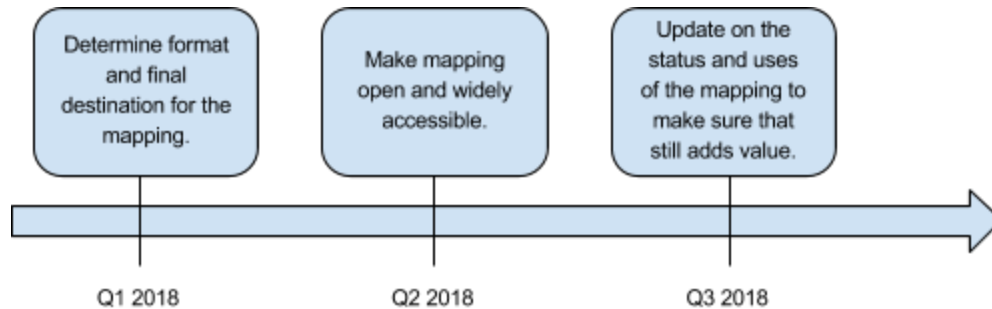 Determine format
and final
destination for the
mapping.
Make mapping
open and widely
accessible.
Update on the
status and uses
of the mapping to
make sure that
still adds value.
Q1 2018
Q2 2018
Q3 2018